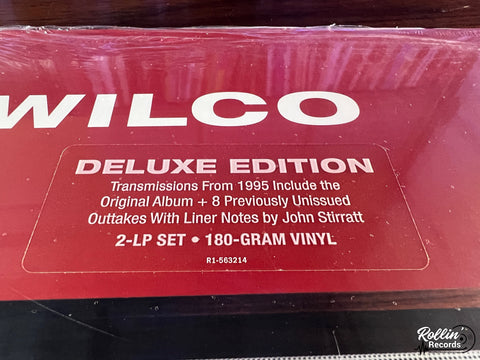 WILCO
DELUXE EDITION
Transmissions From 1995 Include the
Original Album + 8 Previously Unissued
Outtakes With Liner Notes by John Stirratt
2-LP SET • 180-GRAM VINYL
R1-563214
Rollin'
Records